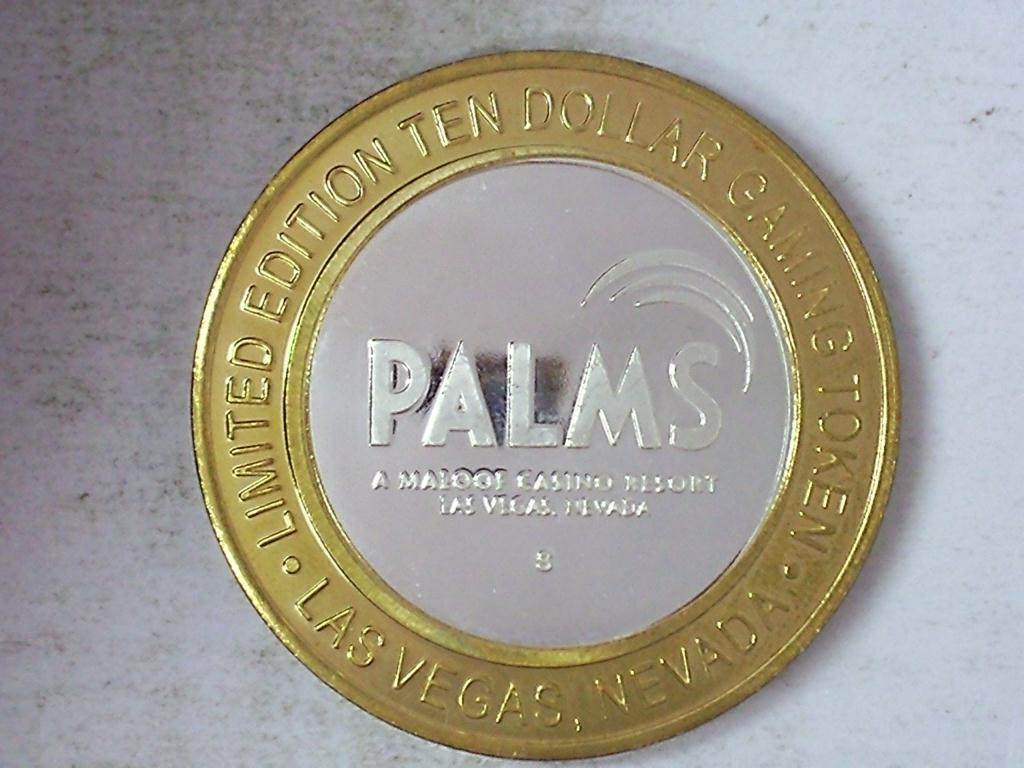 LIMITED EDITION TEN DOLLAR GAMING TOKEN
PALMS
A MALOOF CASINO RESORT
LAS VEGAS, NEVADA
• LAS VEGAS, NEVADA •